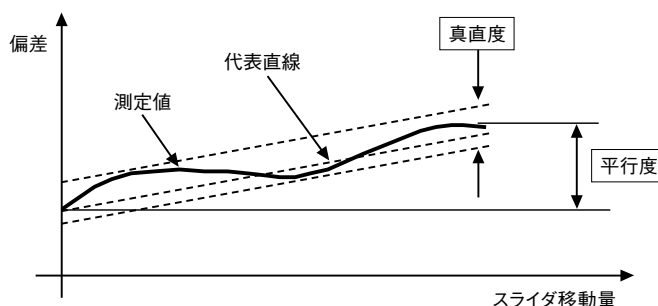 偏差
真直度
代表直線
測定値
平行度
スライダ移動量